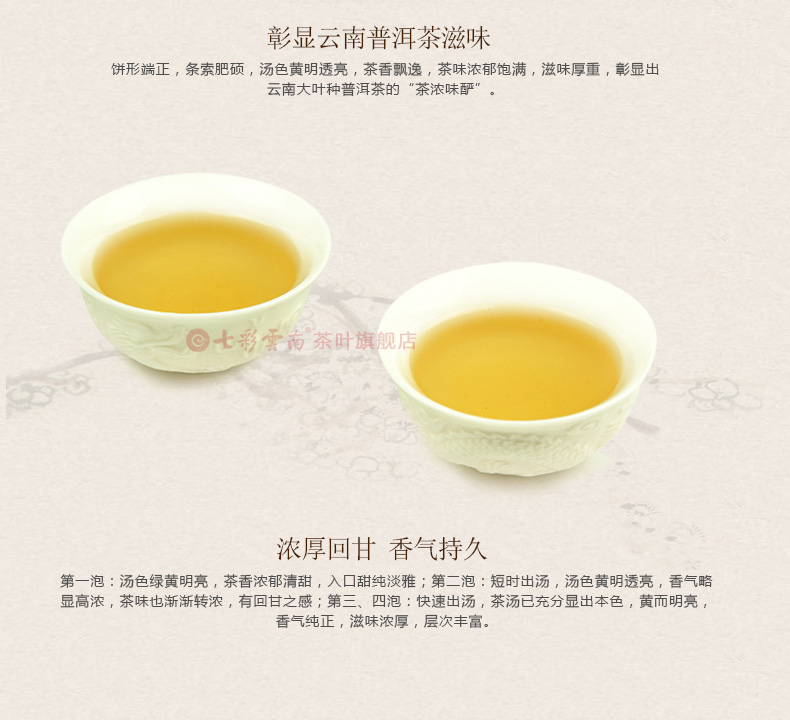 彰显云南普洱茶滋味
饼形端正，条索肥硕，汤色黄明透亮，茶香飘逸，茶味浓郁饱满，滋味厚重，彰显出
云南大叶种普洱茶的“茶浓味酽”。
七彩雲南® 茶叶旗舰店
浓厚回甘 香气持久
第一泡：汤色绿黄明亮，茶香浓郁清甜，入口甜纯淡雅；第二泡：短时出汤，汤色黄明透亮，香气略
显高浓，茶味也渐渐转浓，有回甘之感；第三、四泡：快速出汤，茶汤已充分显出本色，黄而明亮，
香气纯正，滋味浓厚，层次丰富。